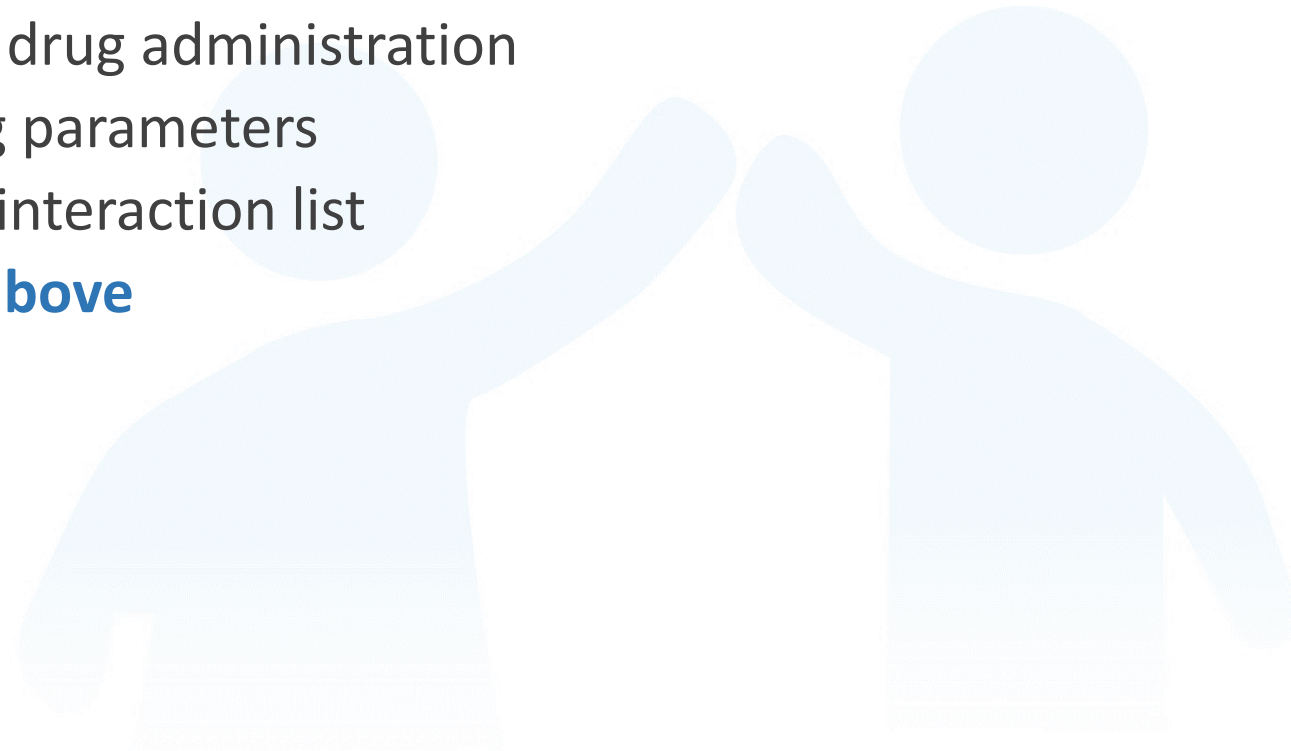 drug administration
g parameters
interaction list
bove